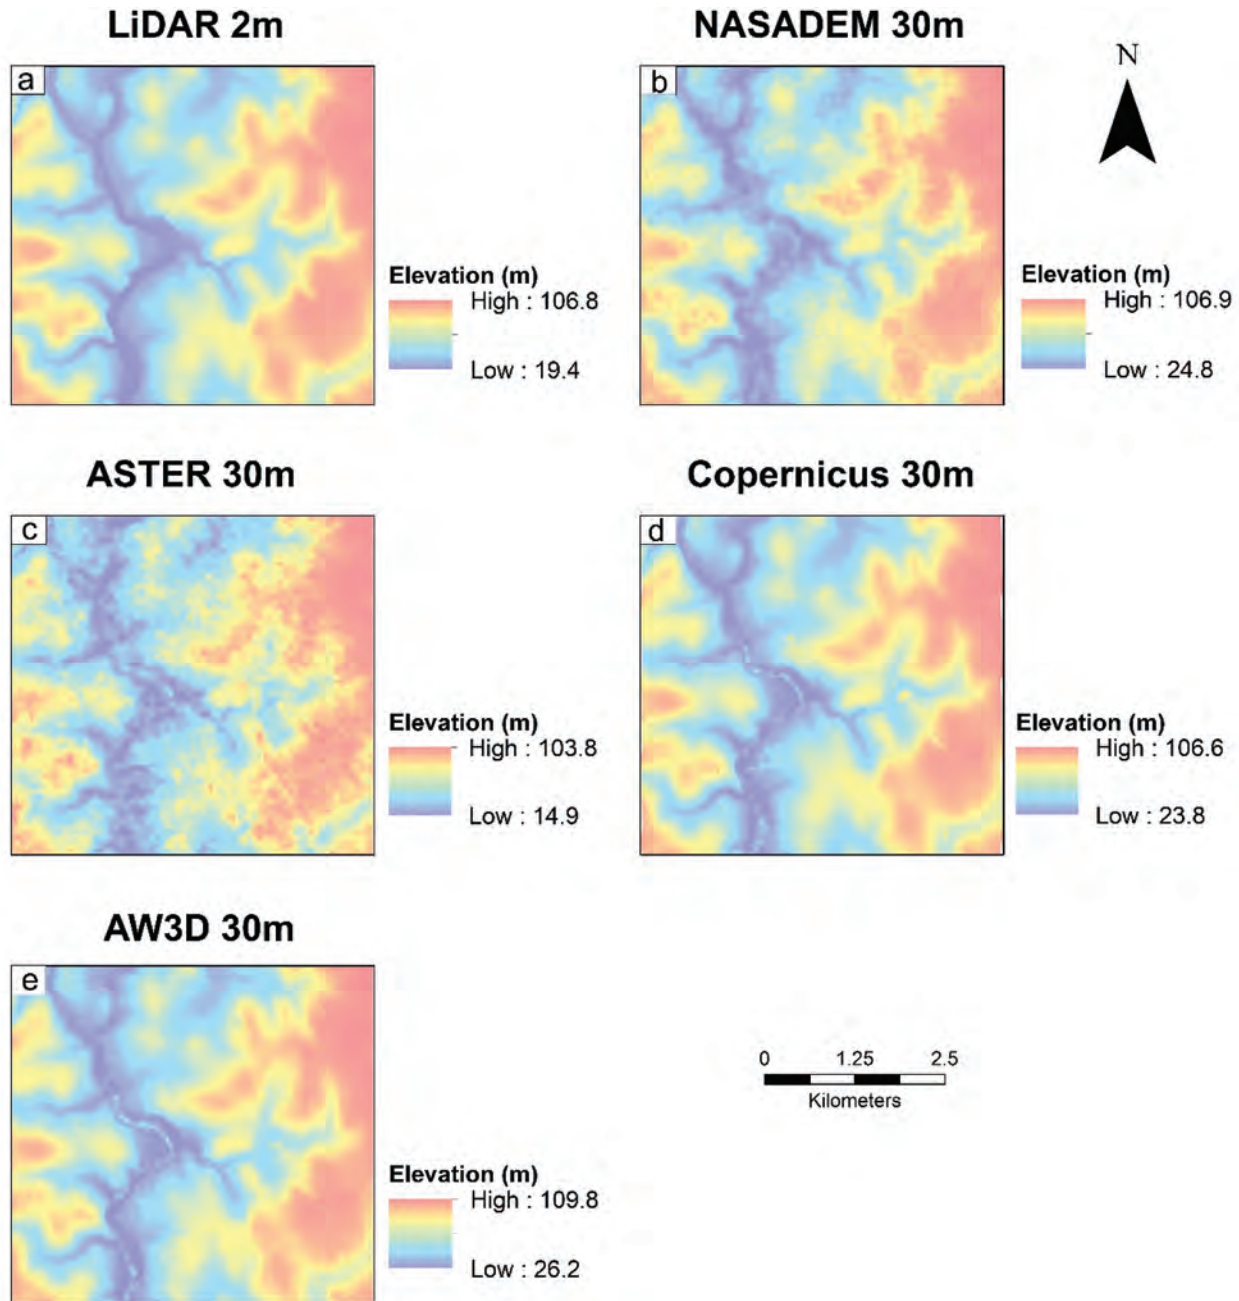 LiDAR 2m
a
Elevation (m)
High : 106.8
Low : 19.4
NASADEM 30m
b
N
Elevation (m)
High : 106.9
Low : 24.8
ASTER 30m
c
Elevation (m)
High : 103.8
Low : 14.9
Copernicus 30m
d
Elevation (m)
High : 106.6
Low : 23.8
AW3D 30m
e
Elevation (m)
High : 109.8
Low : 26.2
0 1.25 2.5
Kilometers